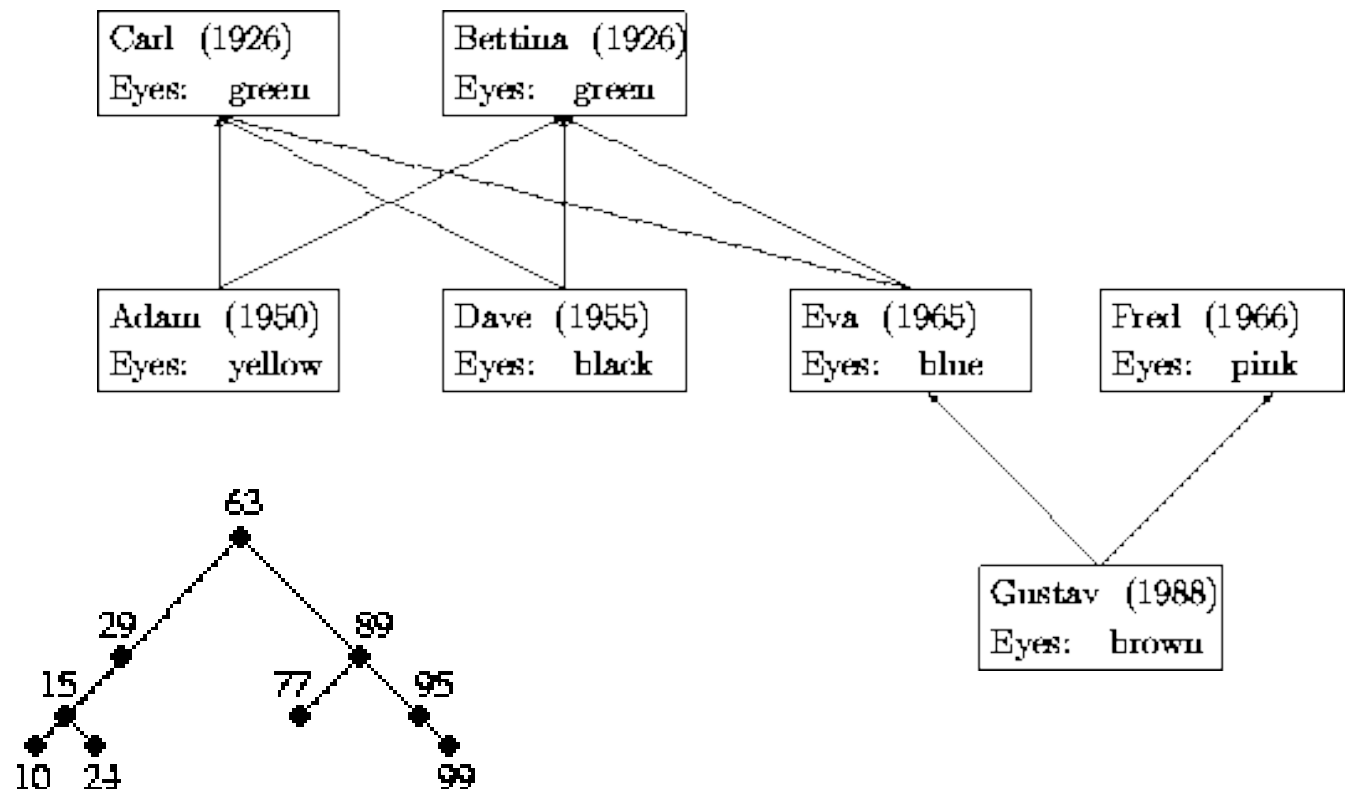 Carl (1926)
Eyes: green
Bettina (1926)
Eyes: green
Adam (1950)
Eyes: yellow
Dave (1955)
Eyes: black
Eva (1965)
Eyes: blue
Fred (1966)
Eyes: pink
Gustav (1988)
Eyes: brown
63
29 89
15 77 95
10 24 99